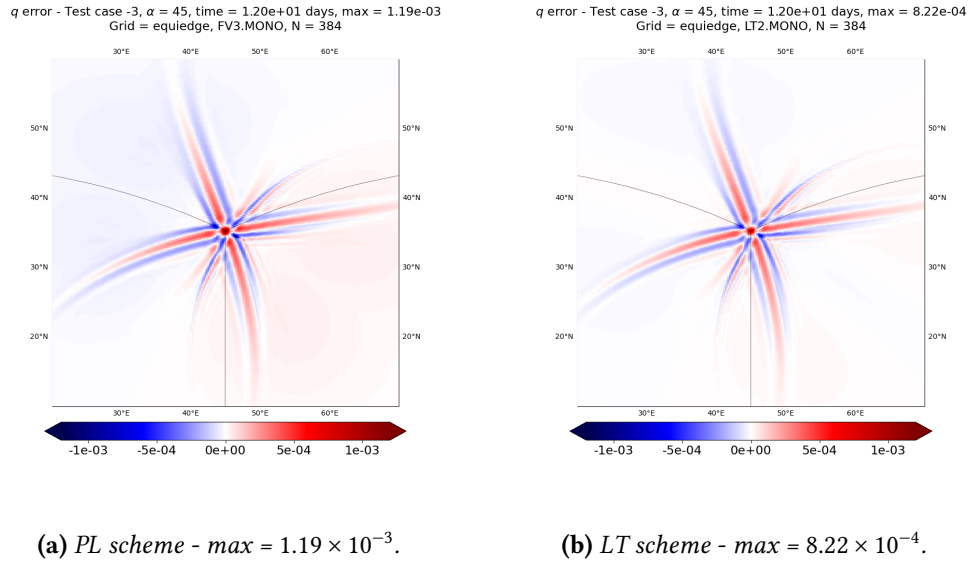 q error - Test case -3, α = 45, time = 1.20e+01 days, max = 1.19e-03
Grid = equiedge, FV3.MONO, N = 384
30°E 40°E 50°E 60°E
50°N 50°N
40°N 40°N
30°N 30°N
20°N 20°N
30°E 40°E 50°E 60°E
-1e-03 -5e-04 0e+00 5e-04 1e-03
(a) PL scheme - max = 1.19 × 10⁻³.
q error - Test case -3, α = 45, time = 1.20e+01 days, max = 8.22e-04
Grid = equiedge, LT2.MONO, N = 384
30°E 40°E 50°E 60°E
50°N 50°N
40°N 40°N
30°N 30°N
20°N 20°N
30°E 40°E 50°E 60°E
-1e-03 -5e-04 0e+00 5e-04 1e-03
(b) LT scheme - max = 8.22 × 10⁻⁴.